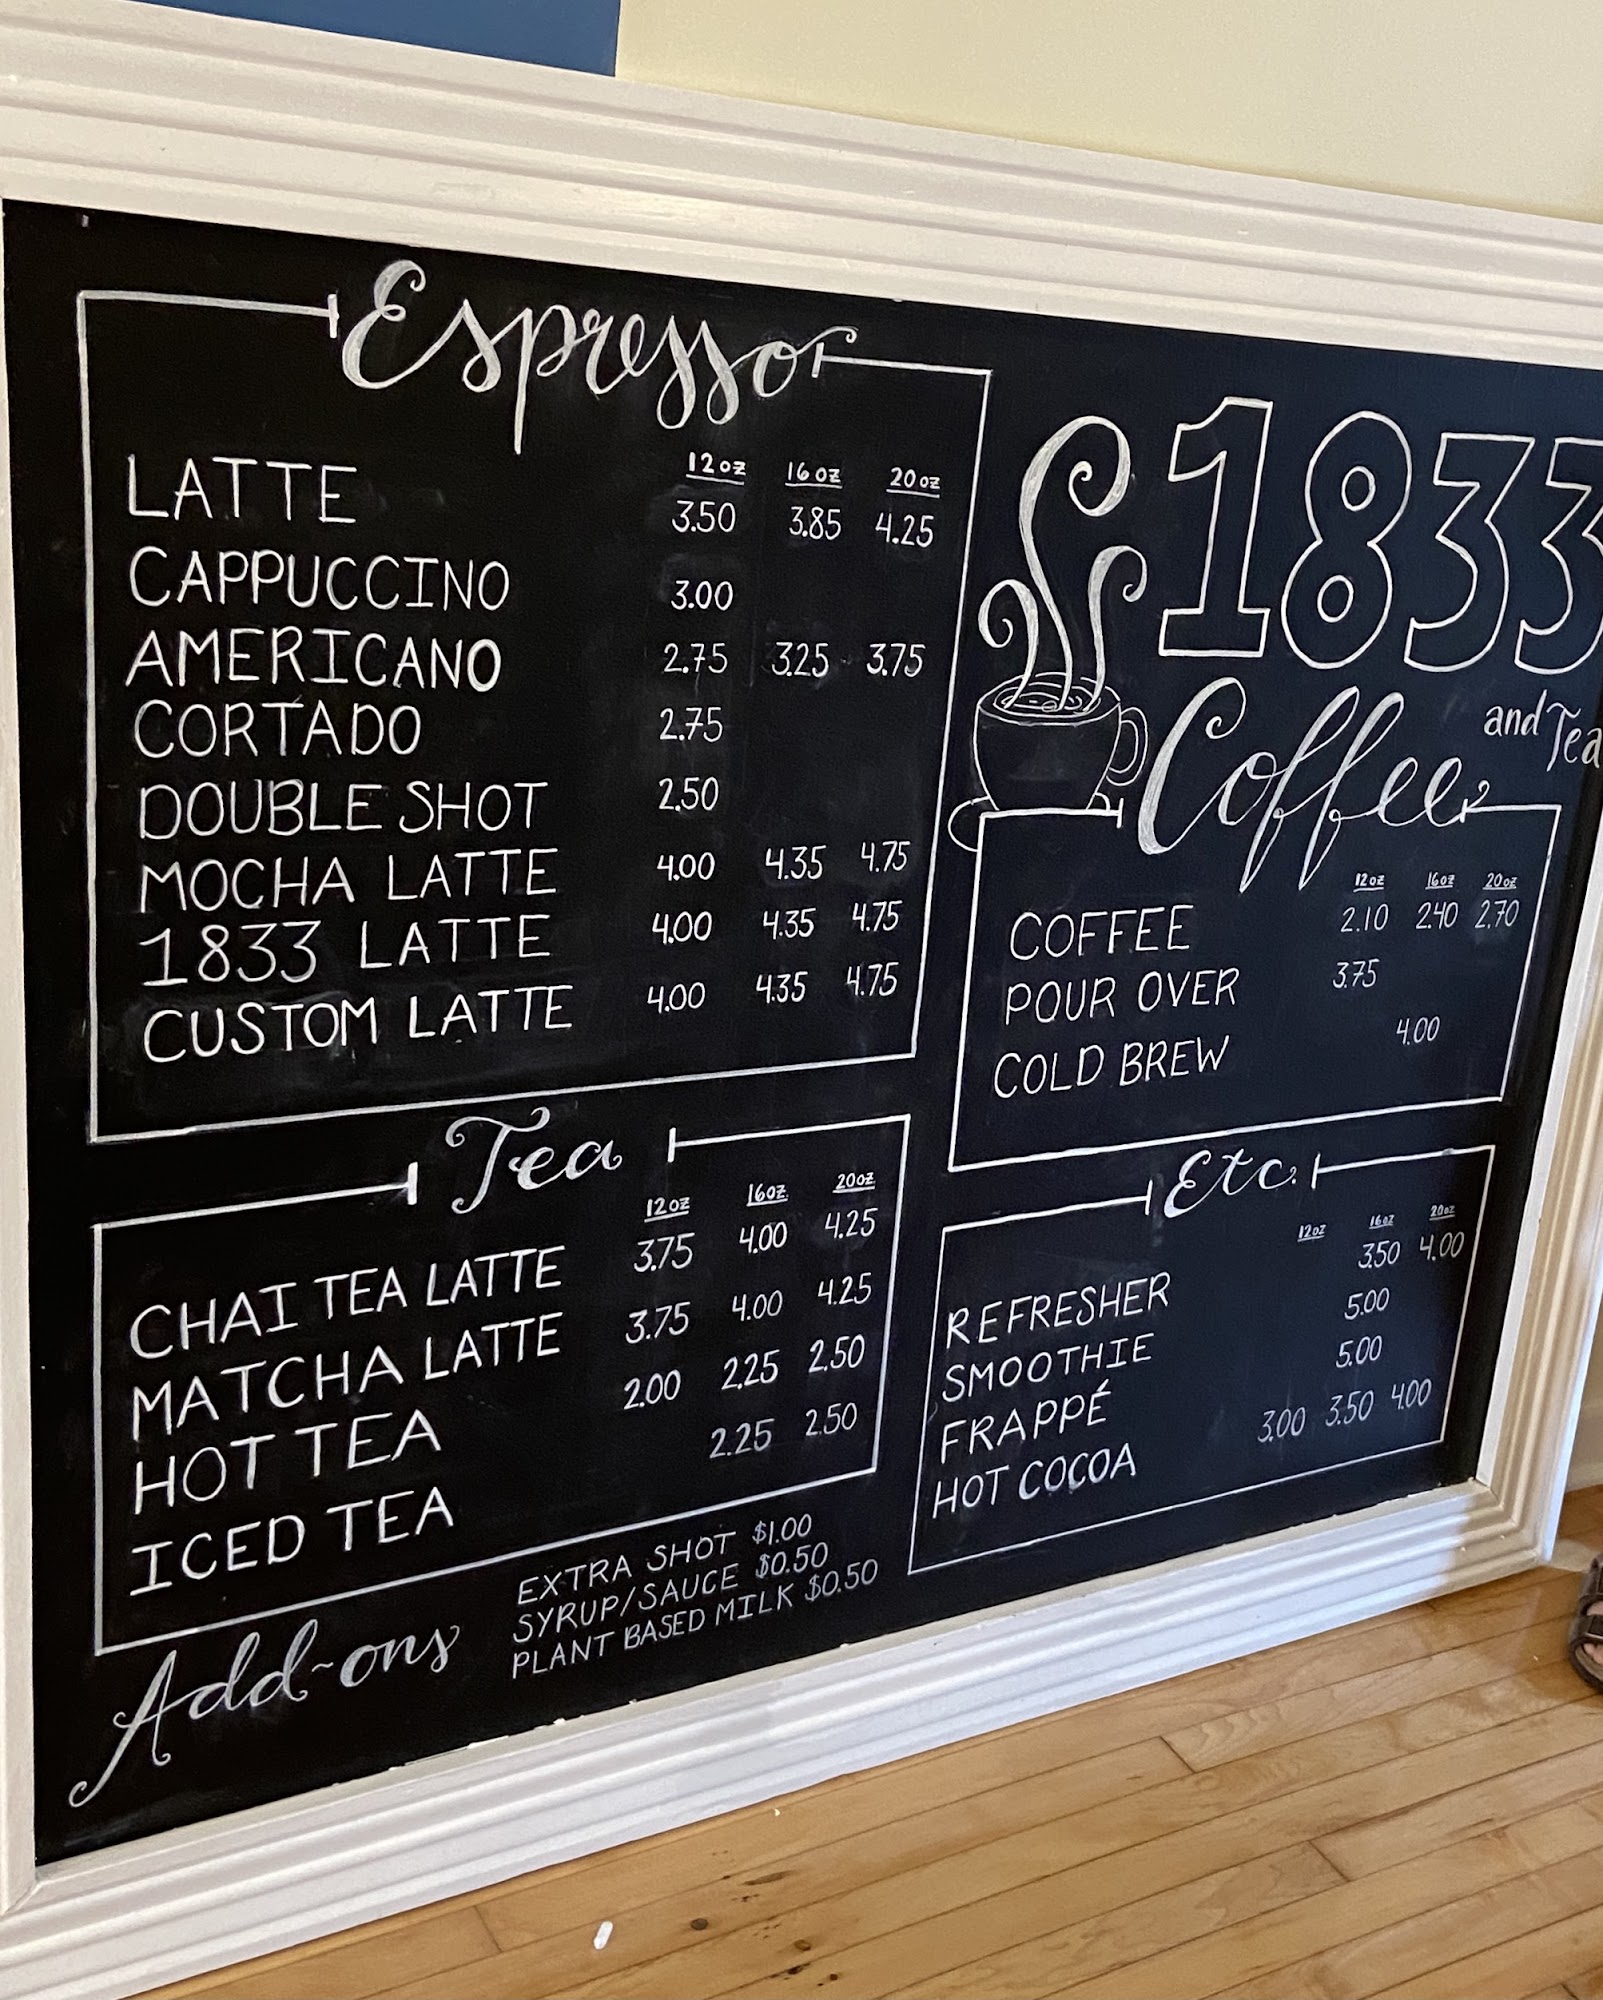 Espresso
12oz 16oz 20oz
LATTE 3.50 3.85 4.25
CAPPUCCINO 3.00
AMERICANO 2.75 3.25 3.75
CORTADO 2.75
DOUBLE SHOT 2.50
MOCHA LATTE 4.00 4.35 4.75
1833 LATTE 4.00 4.35 4.75
CUSTOM LATTE 4.00 4.35 4.75
Tea
12oz 16oz 20oz
CHAI TEA LATTE 3.75 4.00 4.25
MATCHA LATTE 3.75 4.00 4.25
HOT TEA 2.00 2.25 2.50
ICED TEA 2.25 2.50
Add-ons
EXTRA SHOT $1.00
SYRUP/SAUCE $0.50
PLANT BASED MILK $0.50
1833
and Tea
Coffee
12oz 16oz 20oz
COFFEE 2.10 2.40 2.70
POUR OVER 3.75
COLD BREW 4.00
Etc.
12oz 16oz 20oz
REFRESHER 3.50 4.00
SMOOTHIE 5.00
FRAPPÉ 5.00
HOT COCOA 3.00 3.50 4.00